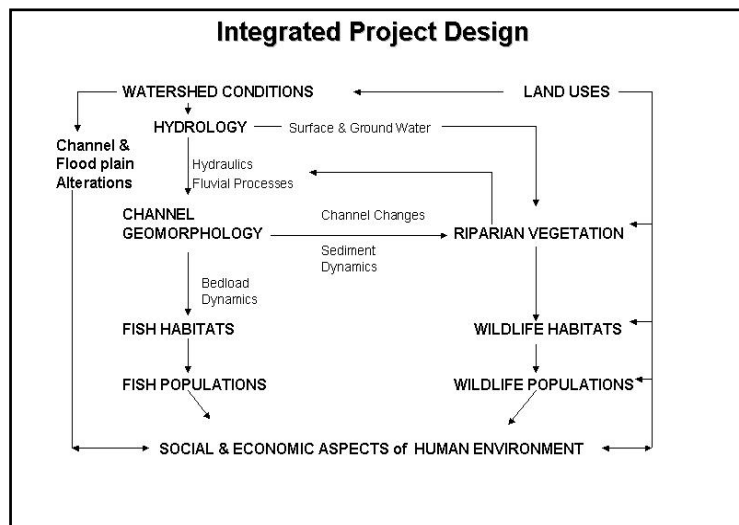 Integrated Project Design
WATERSHED CONDITIONS
LAND USES
HYDROLOGY
Surface & Ground Water
Channel &
Flood plain
Alterations
Hydraulics
Fluvial Processes
CHANNEL
GEOMORPHOLOGY
Channel Changes
Sediment
Dynamics
RIPARIAN VEGETATION
Bedload
Dynamics
FISH HABITATS
WILDLIFE HABITATS
FISH POPULATIONS
WILDLIFE POPULATIONS
SOCIAL & ECONOMIC ASPECTS of HUMAN ENVIRONMENT